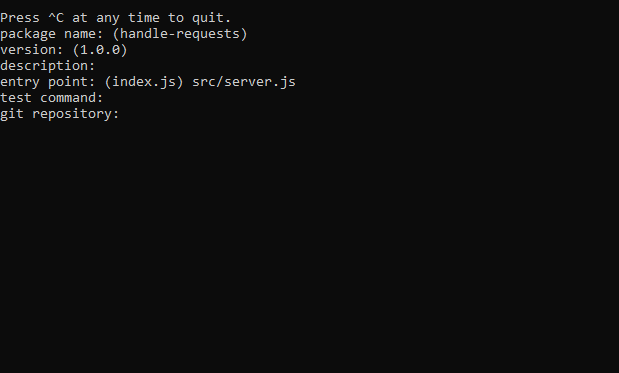 Press ^C at any time to quit.
package name: (handle-requests)
version: (1.0.0)
description:
entry point: (index.js) src/server.js
test command:
git repository: